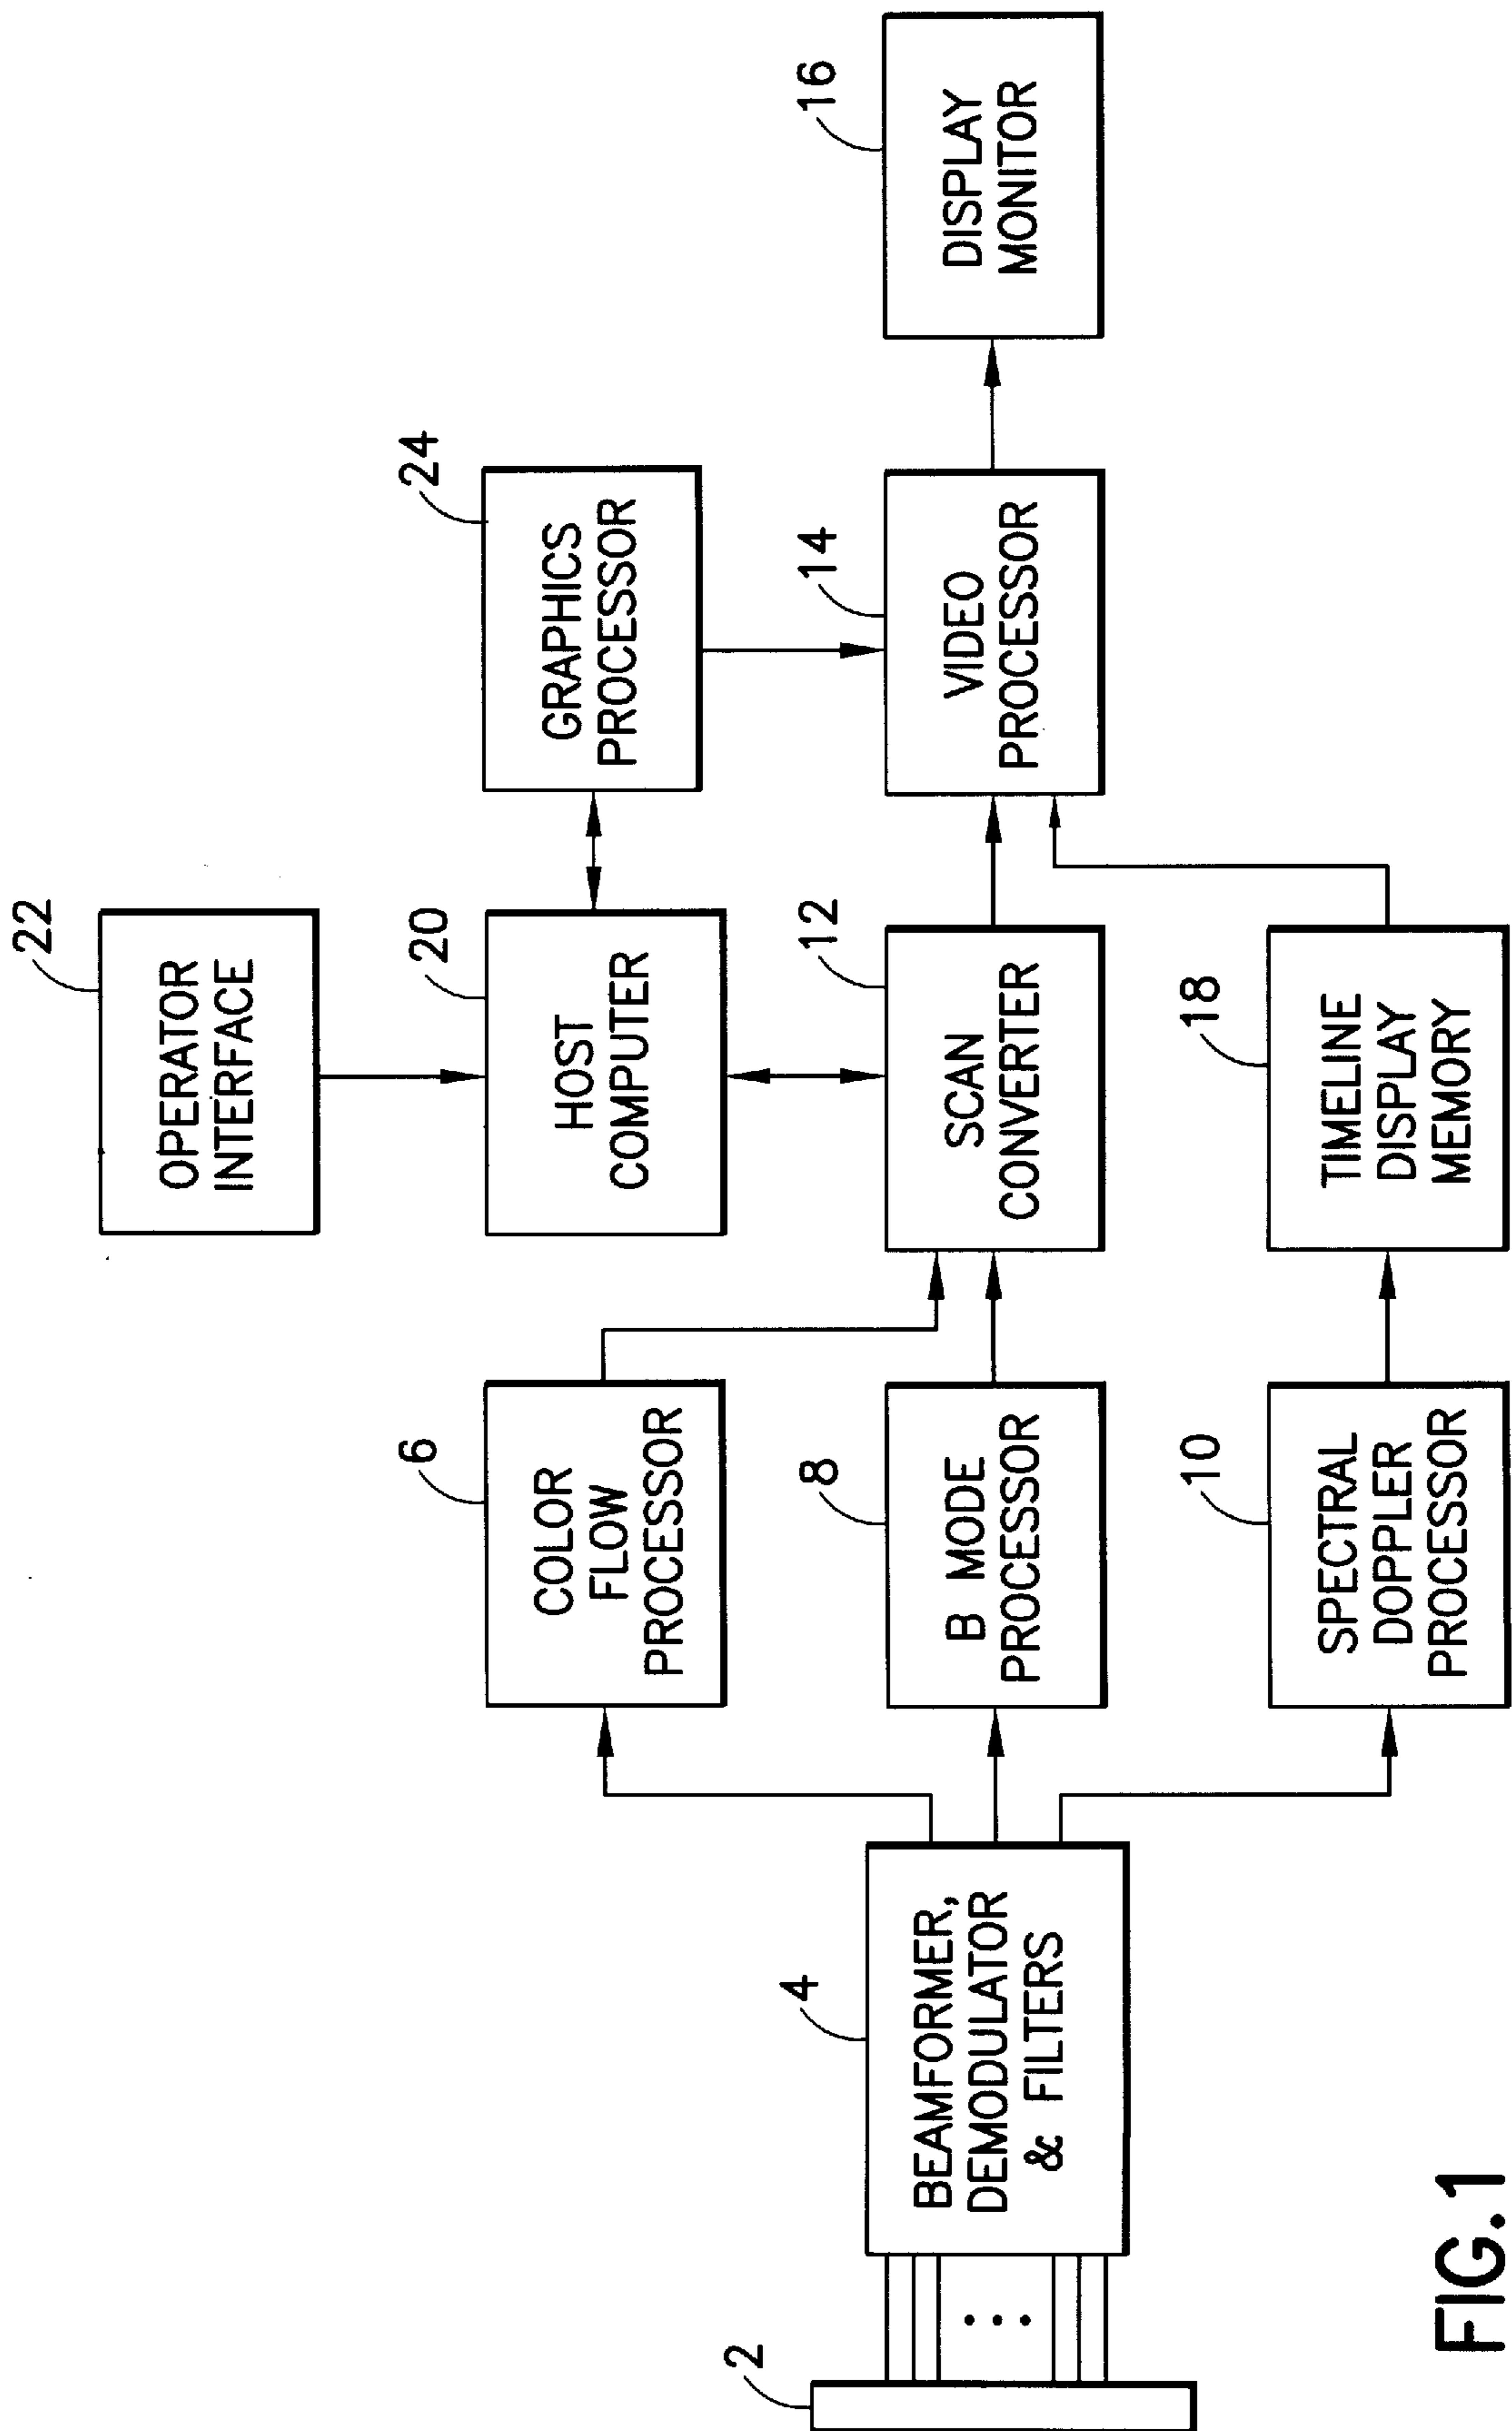 22
OPERATOR
INTERFACE
24
GRAPHICS
PROCESSOR
20
HOST
COMPUTER
6
COLOR
FLOW
PROCESSOR
16
DISPLAY
MONITOR
14
VIDEO
PROCESSOR
12
SCAN
CONVERTER
8
B MODE
PROCESSOR
4
BEAMFORMER,
DEMODULATOR
& FILTERS
2
18
TIMELINE
DISPLAY
MEMORY
10
SPECTRAL
DOPPLER
PROCESSOR
FIG.1